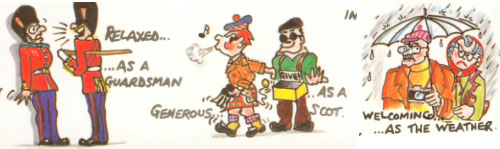 RELAXED...
...AS A
GUARDSMAN
GENEROUS...
...AS A
SCOT.
IN
WELCOMING...
...AS THE WEATHER.